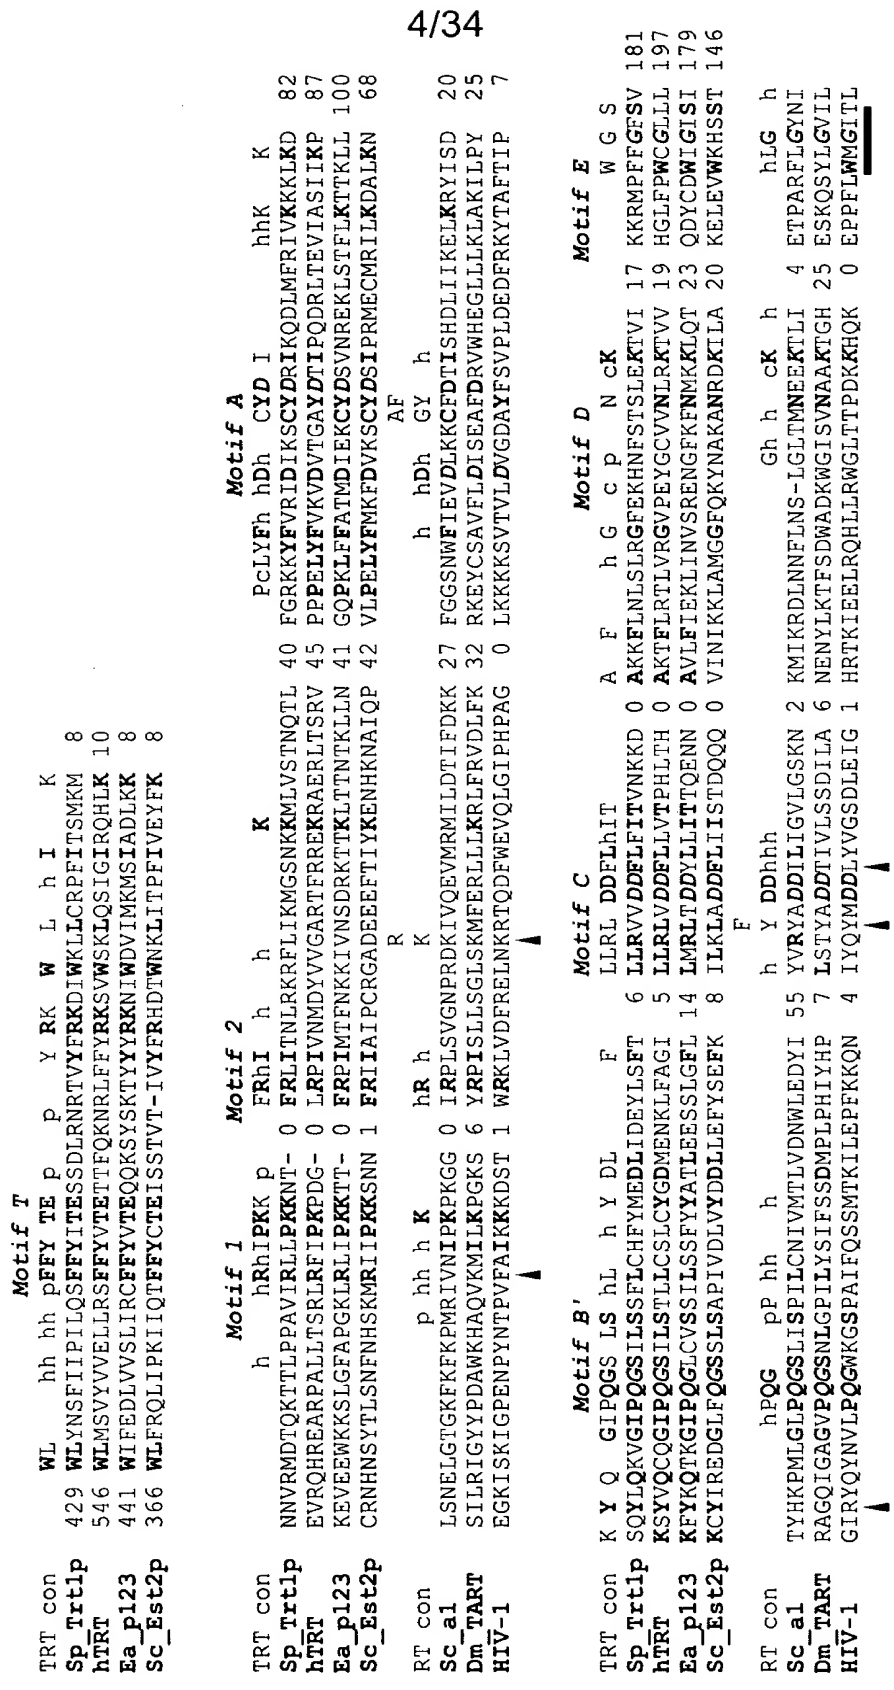 4/34
Motif T
TRT con WL hh hh pFFY TE p p Y RK W L h I K
Sp_Trt1p 429 WLYNSFIIPILQSFFYITESSDLRNRTVYFRKDIWKLLCRPFITSMKM 8
hTRT 546 WLMSVYVVELLRSFFYVTETTFQKNRLFFYRKSVWSKLQSIGIRQHLK 10
Ea_p123 441 WIFEDLVVSLIRCFFYVTEQQKSYSKTYYYRKNIWDVIMKMSIADLKK 8
Sc_Est2p 366 WLFRQLIPKIIQTFFYCTEISSTVT-IVYFRHDTWNKLITPFIVEYFK 8
Motif 1 Motif 2 Motif A
TRT con h hRhIPKK p FRhI h h K PcLYFh hDh CYD I hhK K
Sp_Trt1p NNVRMDTQKTTLPPAVIRLLPKKNT- 0 FRLITNLRKRFLIKMGSNKKMLVSTNQTL 40 FGRKKYFVRIDIKSCYDRIKQDLMFRIVKKKLKD 82
hTRT EVRQHREARPALLTSRLRFIPKPDG- 0 LRPIVNMDYVVGARTFRREKRAERLTSRV 45 PPPELYFVKVDVTGAYDTIPQDRLTEVIASIIKP 87
Ea_p123 KEVEEWKKSLGFAPGKLRLIPKKTT- 0 FRPIMTFNKKIVNSDRKTTKLTTNTKLLN 41 GQPKLFFATMDIEKCYDSVNREKLSTFLKTTKLL 100
Sc_Est2p CRNHNSYTLSNFNHSKMRIIPKKSNN 1 FRIIAIPCRGADEEEFTIYKENHKNAIQP 42 VLPELYFMKFDVKSCYDSIPRMECMRILKDALKN 68
R AF
RT con p hh h K hR h K h hDh GY h
Sc_a1 LSNELGTGKFKFKPMRIVNIPKPKGG 0 IRPLSVGNPRDKIVQEVMRMILDTIFDKK 27 FGGSNWFIEVDLKKCFDTISHDLIIKELKRYISD 20
Dm_TART SILRIGYYPDAWKHAQVKMILKPGKS 6 YRPISLLSGLSKMFERLLLKRLFRVDLFK 32 RKEYCSAVFLDISEAFDRVWHEGLLLKLAKILPY 25
HIV-1 EGKISKIGPENPYNTPVFAIKKKDST 1 WRKLVDFRELNKRTQDFWEVQLGIPHPAG 0 LKKKKSVTVLDVGDAYFSVPLDEDFRKYTAFTIP 7
Motif B' Motif C Motif D Motif E
TRT con K Y Q GIPQGS LS hL h Y DL F LLRL DDFLhIT A F h G c p N cK W G S
Sp_Trt1p SQYLQKVGIPQGSILSSFLCHFYMEDLIDEYLSFT 6 LLRVVDDFLFITVNKKD 0 AKKFLNLSLRGFEKHNFSTSLEKTVI 17 KKRMPFFGFSV 181
hTRT KSYVQCQGIPQGSILSTLLCSLCYGDMENKLFAGI 5 LLRLVDDFLLVTPHLTH 0 AKTFLRTLVRGVPEYGCVVNLRKTVV 19 HGLFPWCGLLL 197
Ea_p123 KFYKQTKGIPQGLCVSSILSSFYYATLEESSLGFL 14 LMRLTDDYLLITTQENN 0 AVLFIEKLINVSRENGFKFNMKKLQT 23 QDYCDWIGISI 179
Sc_Est2p KCYIREDGLFQGSSLSAPIVDLVYDDLLEFYSEFK 8 ILKLADDFLIISTDQQQ 0 VINIKKLAMGGFQKYNAKANRDKILA 20 KELEVWKHSST 146
F
RT con hPQG pP hh h h Y DDhhh Gh h cK h hLG h
Sc_a1 TYHKPMLGLPQGSLISPILCNIVMTLVDNWLEDYI 55 YVRYADDILIGVLGSKN 2 KMIKRDLNNFLNS-LGLTMNEEKTLI 4 ETPARFLGYNI
Dm_TART RAGQIGAGVPQGSNLGPILYSIFSSDMPLPHIYHP 7 LSTYADDTIVLSSDILA 6 NENYLKTFSDWADKWGISVNAAKTGH 25 ESKQSYLGVIL
HIV-1 GIRYQYNVLPQGWKGSPAIFQSSMTKILEPFKKQN 4 IYQYMDDLYVGSDLEIG 1 HRTKIEELRQHLLRWGLTTPDKKHQK 0 EPPFLWMGITL